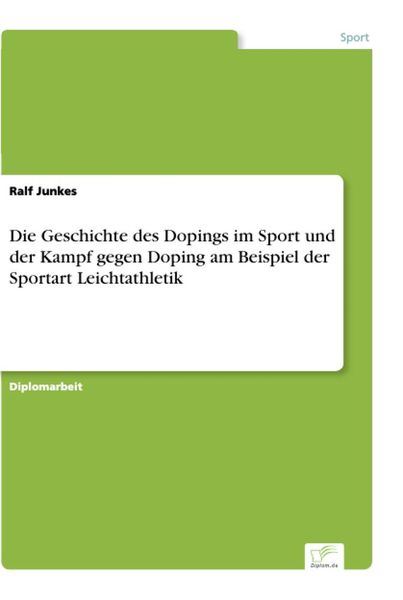 Sport
Ralf Junkes
Die Geschichte des Dopings im Sport und
der Kampf gegen Doping am Beispiel der
Sportart Leichtathletik
Diplomarbeit
Diplom.de